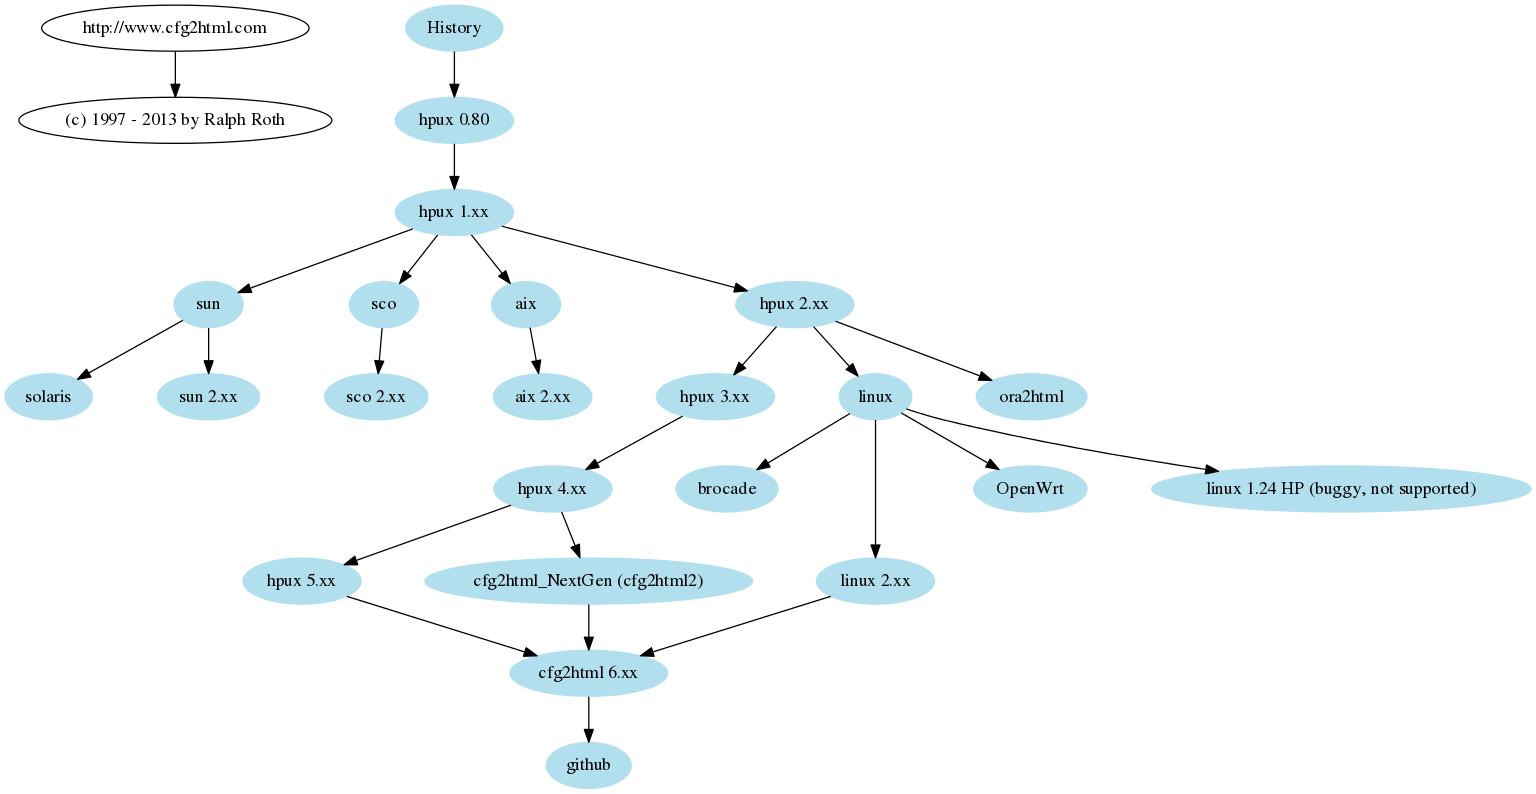 http://www.cfg2html.com
History
(c) 1997 - 2013 by Ralph Roth
hpux 0.80
hpux 1.xx
sun
sco
aix
hpux 2.xx
solaris
sun 2.xx
sco 2.xx
aix 2.xx
hpux 3.xx
linux
ora2html
hpux 4.xx
brocade
OpenWrt
linux 1.24 HP (buggy, not supported)
hpux 5.xx
cfg2html_NextGen (cfg2html2)
linux 2.xx
cfg2html 6.xx
github